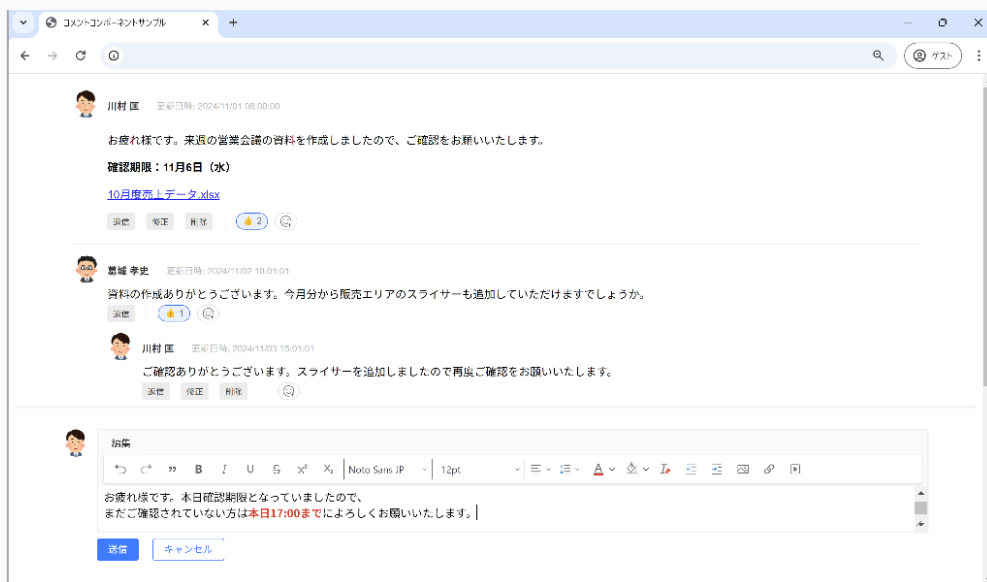 コメントコンポーネントサンプル
ゲスト
川村 匡 更新日時: 2024/11/01 08:00:00
お疲れ様です。来週の営業会議の資料を作成しましたので、ご確認をお願いいたします。
確認期限：11月6日（水）
10月度売上データ.xlsx
返信 修正 削除 2
葛城 孝史 更新日時: 2024/11/02 10:01:01
資料の作成ありがとうございます。今月分から販売エリアのスライサーも追加していただけますでしょうか。
返信 1
川村 匡 更新日時: 2024/11/03 15:01:01
ご確認ありがとうございます。スライサーを追加しましたので再度ご確認をお願いいたします。
返信 修正 削除
編集
B I U S X² X₂ Noto Sans JP 12pt A
お疲れ様です。本日確認期限となっていましたので、
まだご確認されていない方は本日17:00までによろしくお願いいたします。
送信 キャンセル